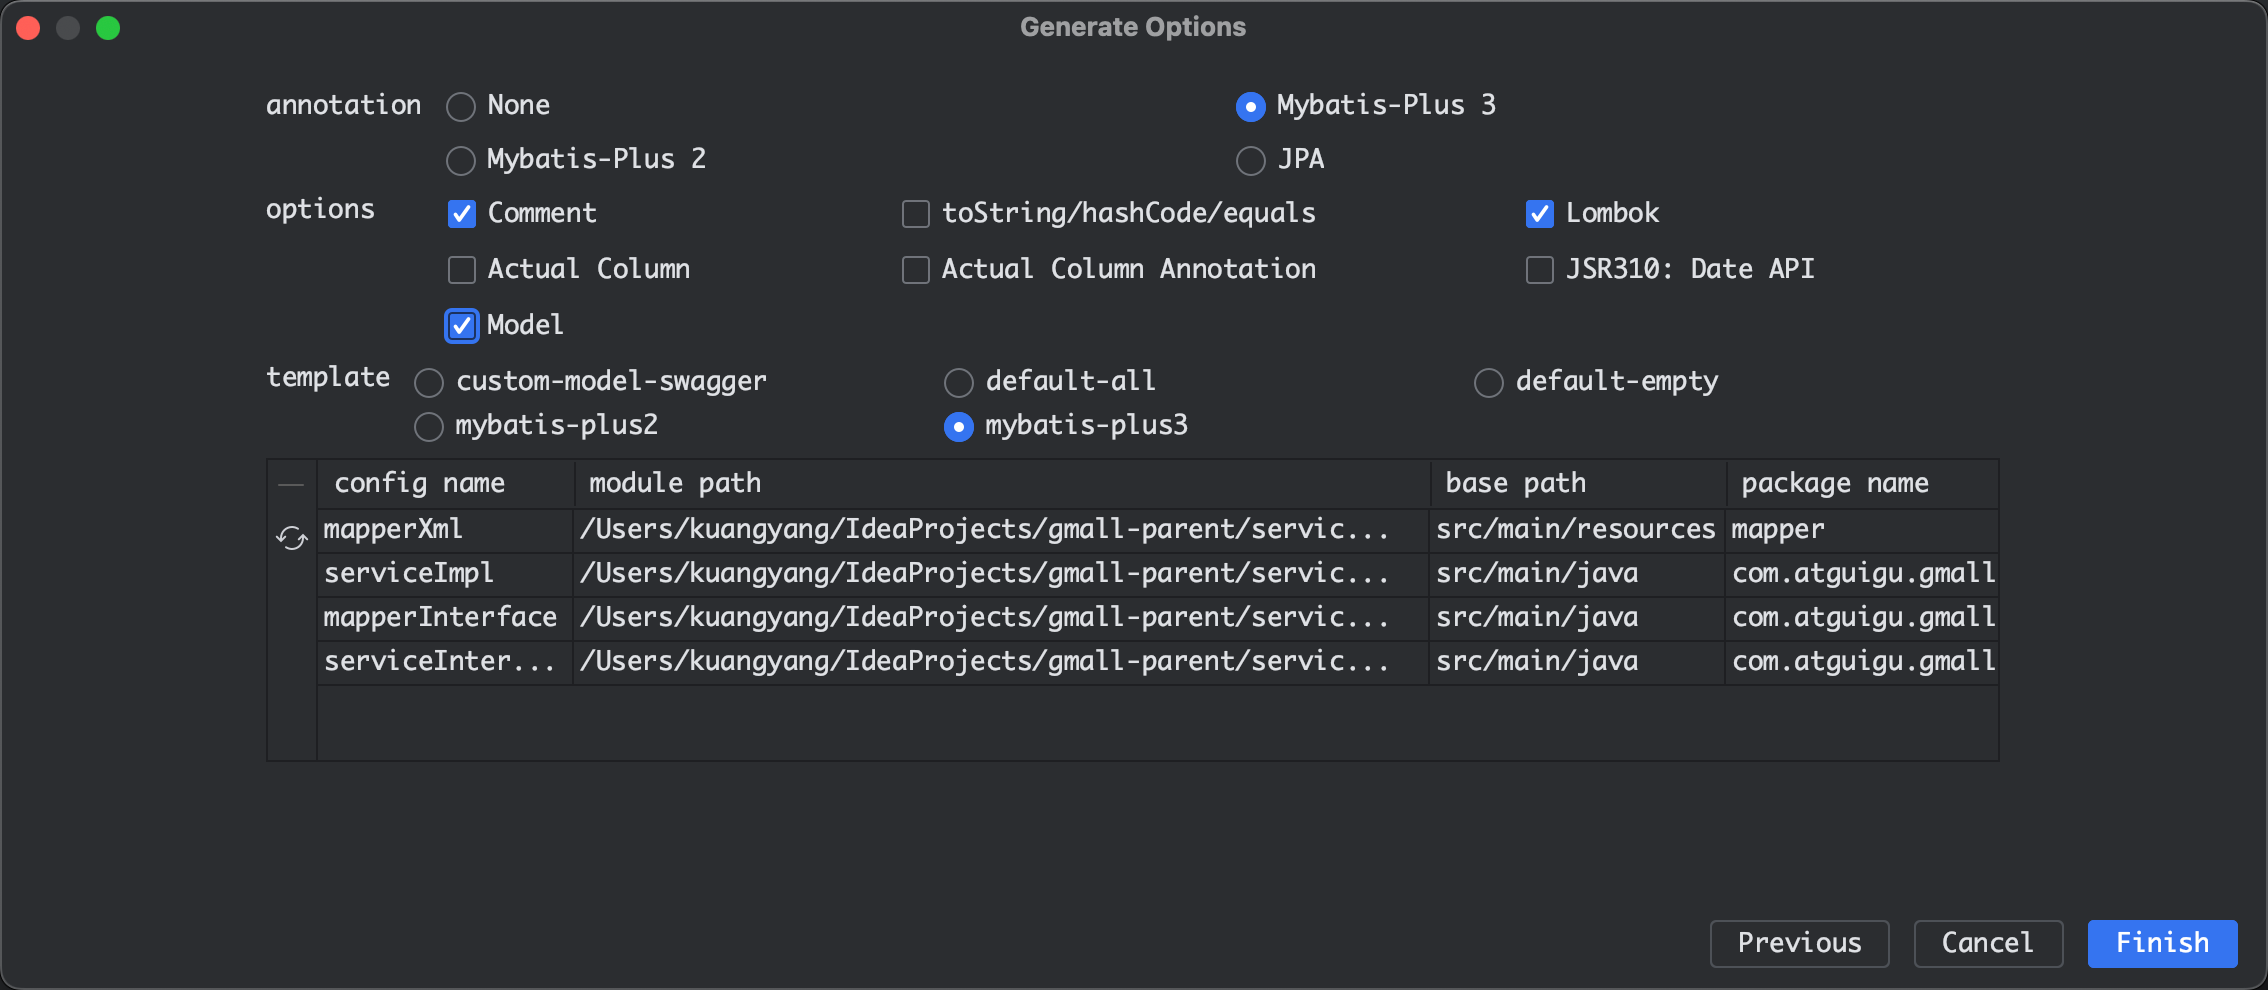 Generate Options
annotation None Mybatis-Plus 3
Mybatis-Plus 2 JPA
options Comment toString/hashCode/equals Lombok
Actual Column Actual Column Annotation JSR310: Date API
Model
template custom-model-swagger default-all default-empty
mybatis-plus2 mybatis-plus3
config name module path base path package name
mapperXml /Users/kuangyang/IdeaProjects/gmall-parent/servic... src/main/resources mapper
serviceImpl /Users/kuangyang/IdeaProjects/gmall-parent/servic... src/main/java com.atguigu.gmall
mapperInterface /Users/kuangyang/IdeaProjects/gmall-parent/servic... src/main/java com.atguigu.gmall
serviceInter... /Users/kuangyang/IdeaProjects/gmall-parent/servic... src/main/java com.atguigu.gmall
Previous Cancel Finish